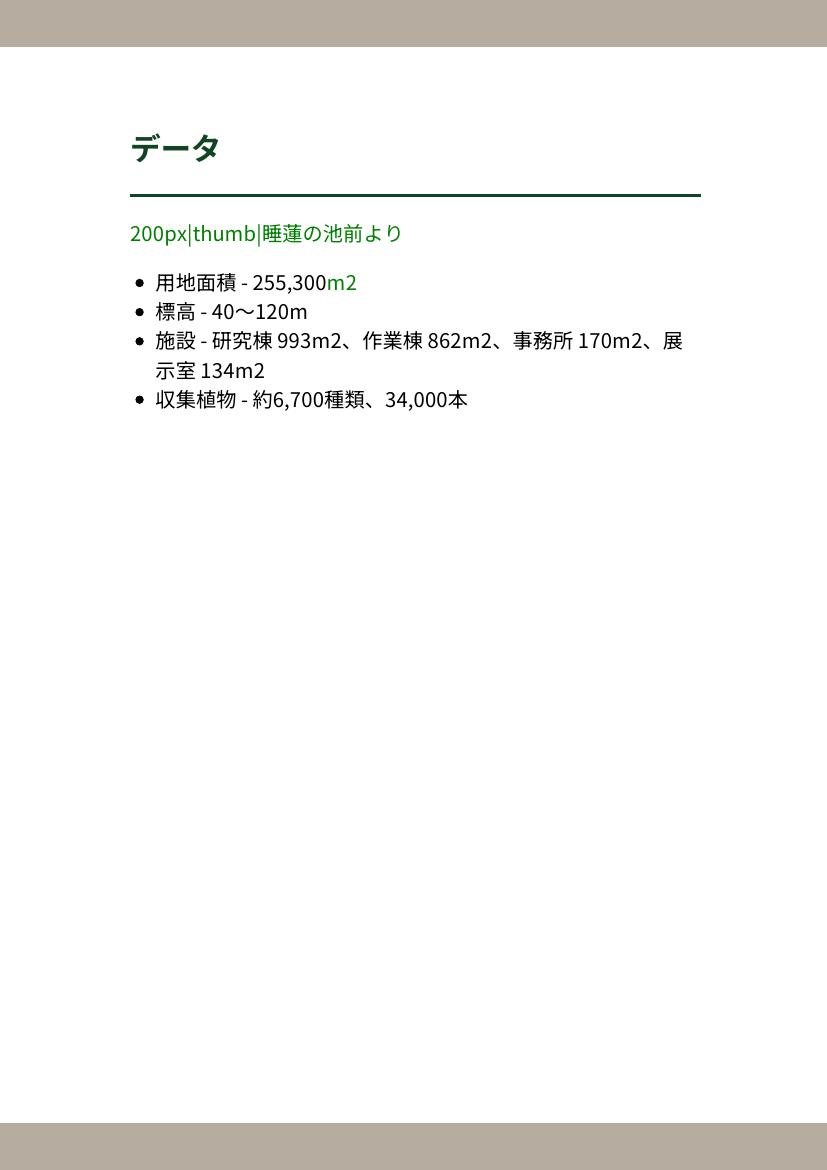 データ
200px|thumb|睡蓮の池前より
● 用地面積 - 255,300m2
● 標高 - 40〜120m
● 施設 - 研究棟 993m2、作業棟 862m2、事務所 170m2、展
示室 134m2
● 収集植物 - 約6,700種類、34,000本